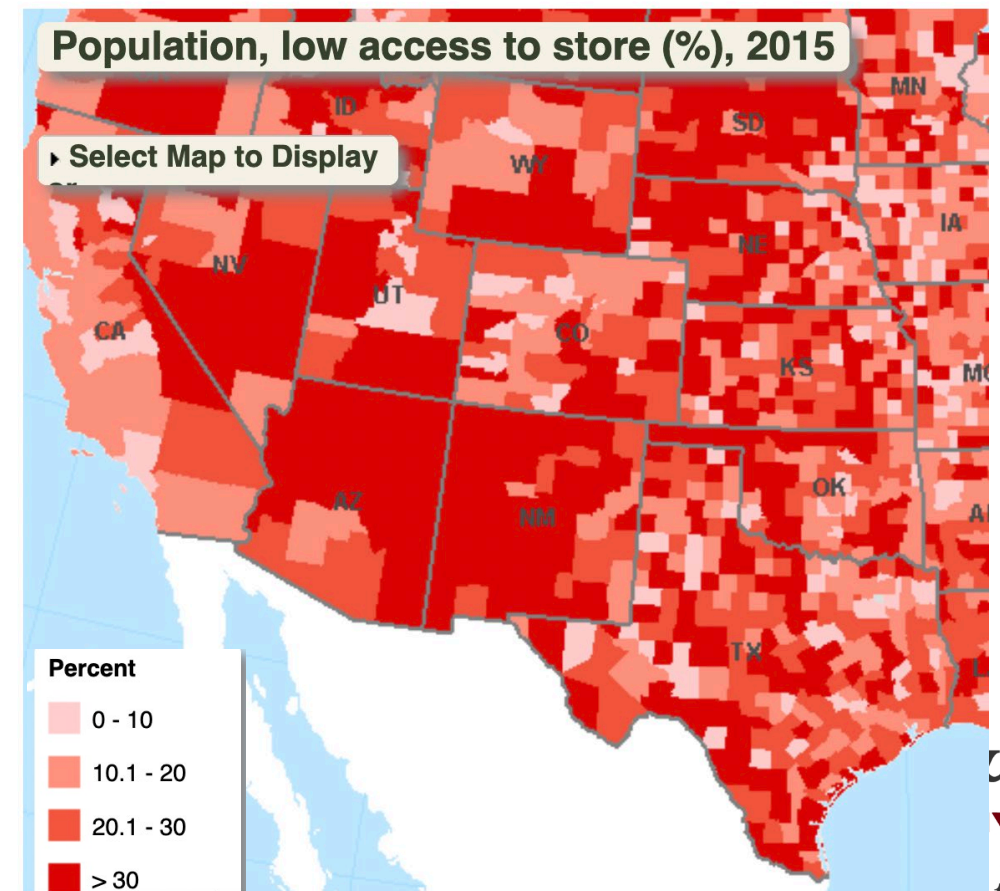 Population, low access to store (%), 2015
MN
ID
SD
Select Map to Display
WY
IA
NE
NV
UT
CA
CO
KS
MO
AZ
OK
NM
TX
Percent
0 - 10
10.1 - 20
20.1 - 30
> 30